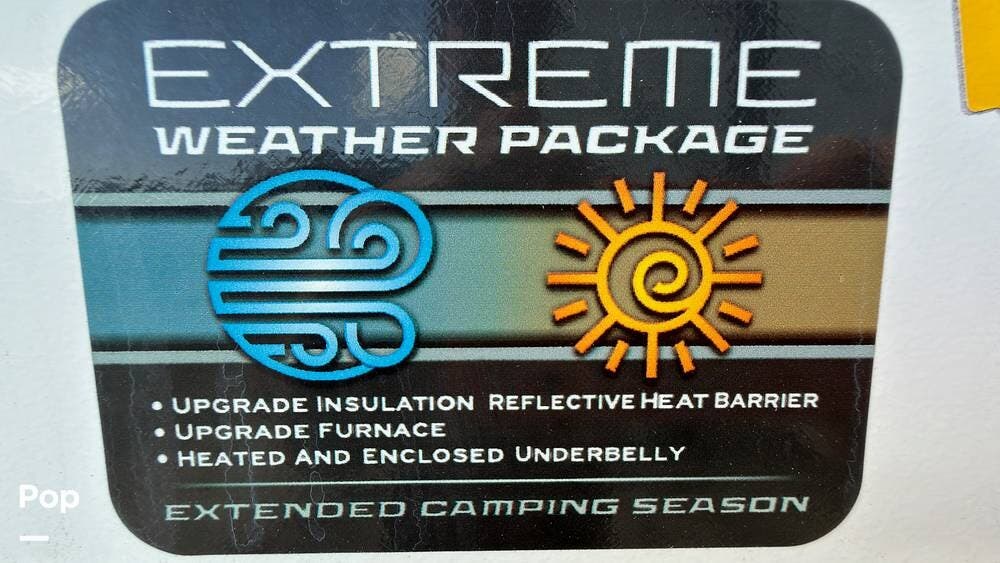 EXTREME
WEATHER PACKAGE
• UPGRADE INSULATION REFLECTIVE HEAT BARRIER
• UPGRADE FURNACE
• HEATED AND ENCLOSED UNDERBELLY
EXTENDED CAMPING SEASON
Pop